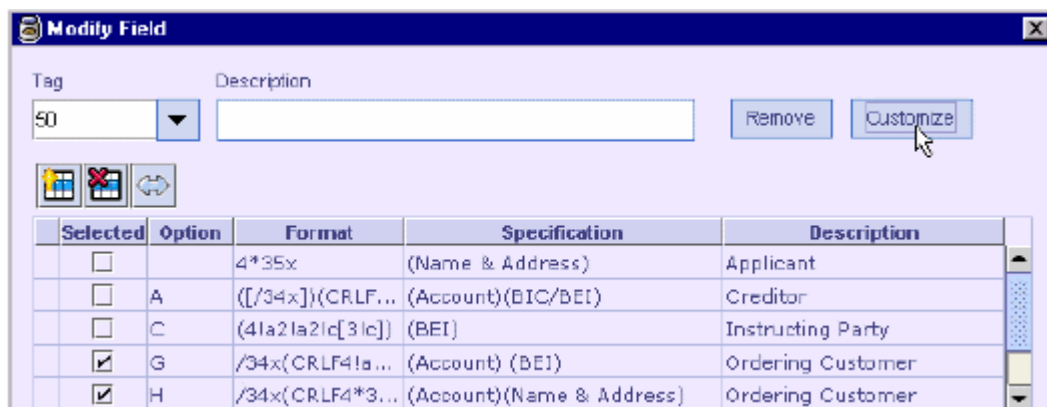 Modify Field
Tag Description
50 Remove Customize
Selected Option Format Specification Description
4*35x (Name & Address) Applicant
A ([/34x])(CRLF... (Account)(BIC/BEI) Creditor
C (4!a2!a2!c[3!c]) (BEI) Instructing Party
G /34x(CRLF4!a... (Account) (BEI) Ordering Customer
H /34x(CRLF4*3... (Account)(Name & Address) Ordering Customer